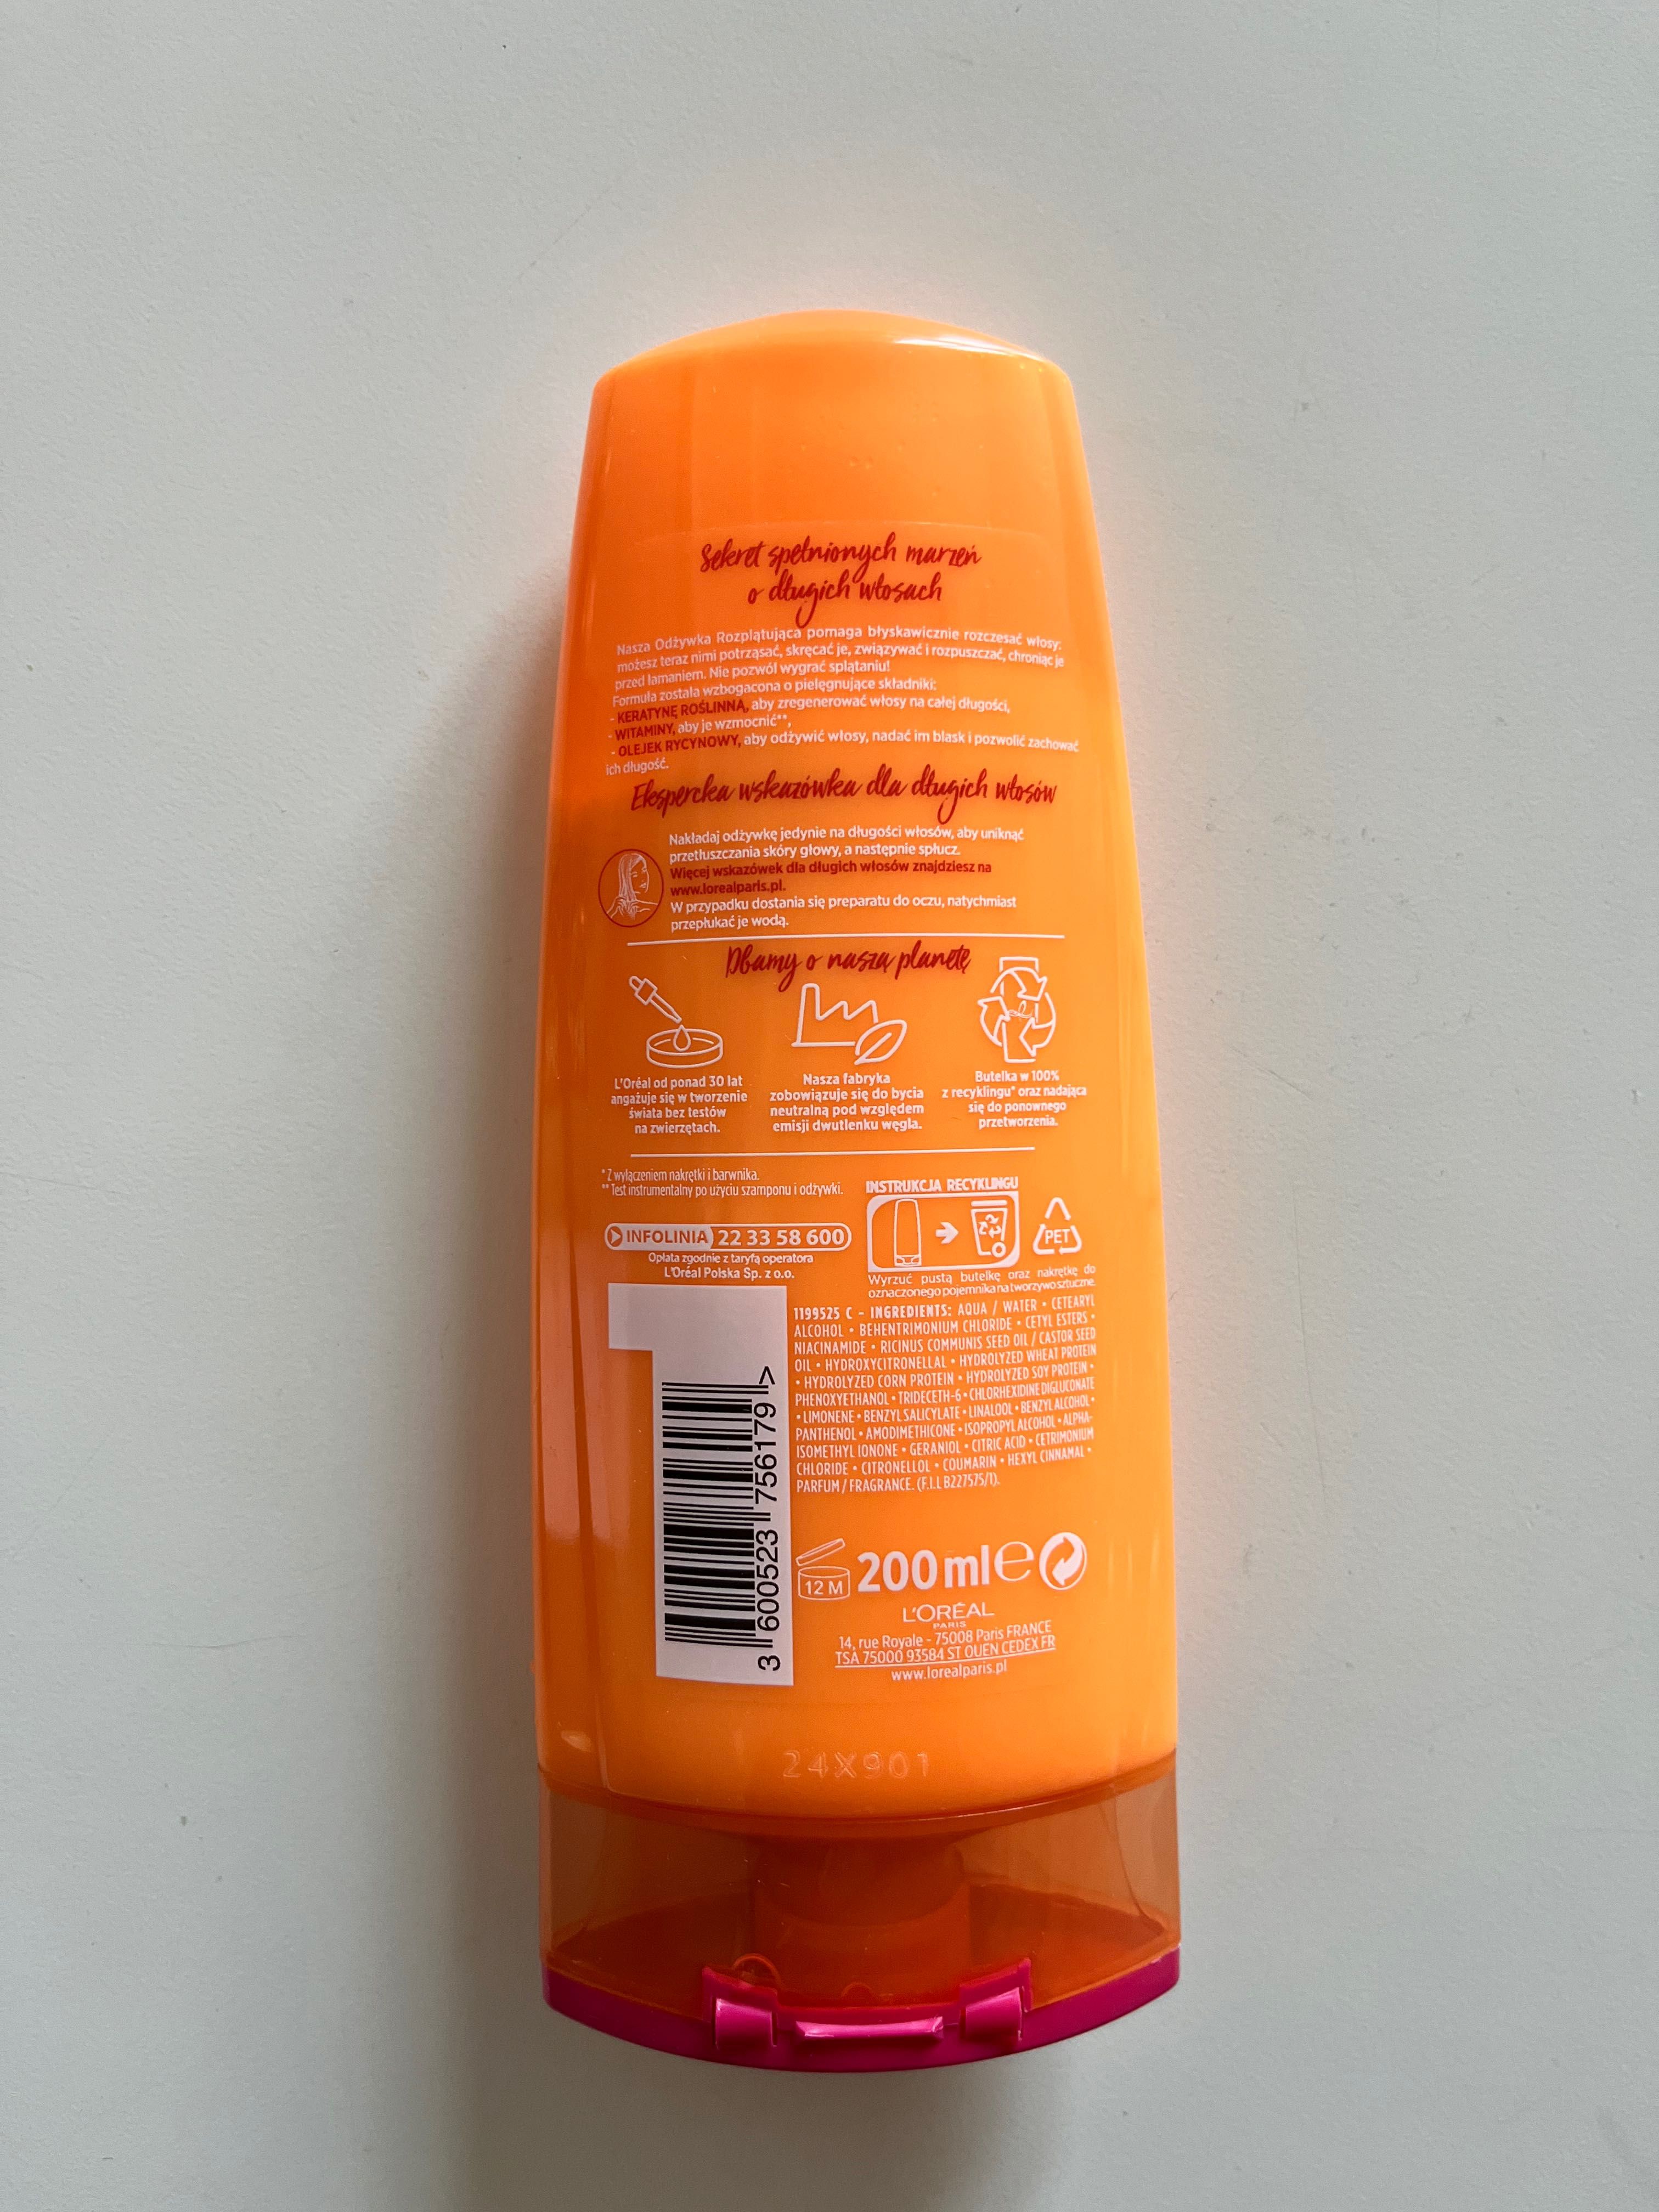 Sekret spełnionych marzeń
o długich włosach
Nasza Odżywka Rozplątująca pomaga błyskawicznie rozczesać włosy:
możesz teraz nimi potrząsać, skręcać je, związywać i rozpuszczać, chroniąc je
przed łamaniem. Nie pozwól wygrać splątaniu!
Formuła została wzbogacona o pielęgnujące składniki:
- KERATYNĘ ROŚLINNĄ, aby zregenerować włosy na całej długości,
- WITAMINY, aby je wzmocnić**,
- OLEJEK RYCYNOWY, aby odżywić włosy, nadać im blask i pozwolić zachować
ich długość.
Ekspercka wskazówka dla długich włosów
Nakładaj odżywkę jedynie na długości włosów, aby uniknąć
przetłuszczania skóry głowy, a następnie spłucz.
Więcej wskazówek dla długich włosów znajdziesz na
www.lorealparis.pl.
W przypadku dostania się preparatu do oczu, natychmiast
przepłukać je wodą.
Dbamy o naszą planetę
L'Oréal od ponad 30 lat
angażuje się w tworzenie
świata bez testów
na zwierzętach.
Nasza fabryka
zobowiązuje się do bycia
neutralną pod względem
emisji dwutlenku węgla.
Butelka w 100%
z recyklingu* oraz nadająca
się do ponownego
przetworzenia.
* Z wyłączeniem nakrętki i barwnika.
** Test instrumentalny po użyciu szamponu i odżywki.
INFOLINIA 22 33 58 600
Opłata zgodnie z taryfą operatora
L'Oréal Polska Sp. z o.o.
INSTRUKCJA RECYKLINGU
PET
Wyrzuć pustą butelkę oraz nakrętkę do
oznaczonego pojemnika na tworzywo sztuczne.
1199525 C - INGREDIENTS: AQUA / WATER • CETEARYL
ALCOHOL • BEHENTRIMONIUM CHLORIDE • CETYL ESTERS •
NIACINAMIDE • RICINUS COMMUNIS SEED OIL / CASTOR SEED
OIL • HYDROXYCITRONELLAL • HYDROLYZED WHEAT PROTEIN
• HYDROLYZED CORN PROTEIN • HYDROLYZED SOY PROTEIN •
PHENOXYETHANOL • TRIDECETH-6 • CHLORHEXIDINE DIGLUCONATE
• LIMONENE • BENZYL SALICYLATE • LINALOOL • BENZYL ALCOHOL •
PANTHENOL • AMODIMETHICONE • ISOPROPYL ALCOHOL • ALPHA-
ISOMETHYL IONONE • GERANIOL • CITRIC ACID • CETRIMONIUM
CHLORIDE • CITRONELLOL • COUMARIN • HEXYL CINNAMAL •
PARFUM / FRAGRANCE. (F.I.L B227575/1).
1
3 600523 756179 >
12 M
200 ml e
L'ORÉAL
PARIS
14, rue Royale - 75008 Paris FRANCE
TSA 75000 93584 ST OUEN CEDEX FR
www.lorealparis.pl
24X901